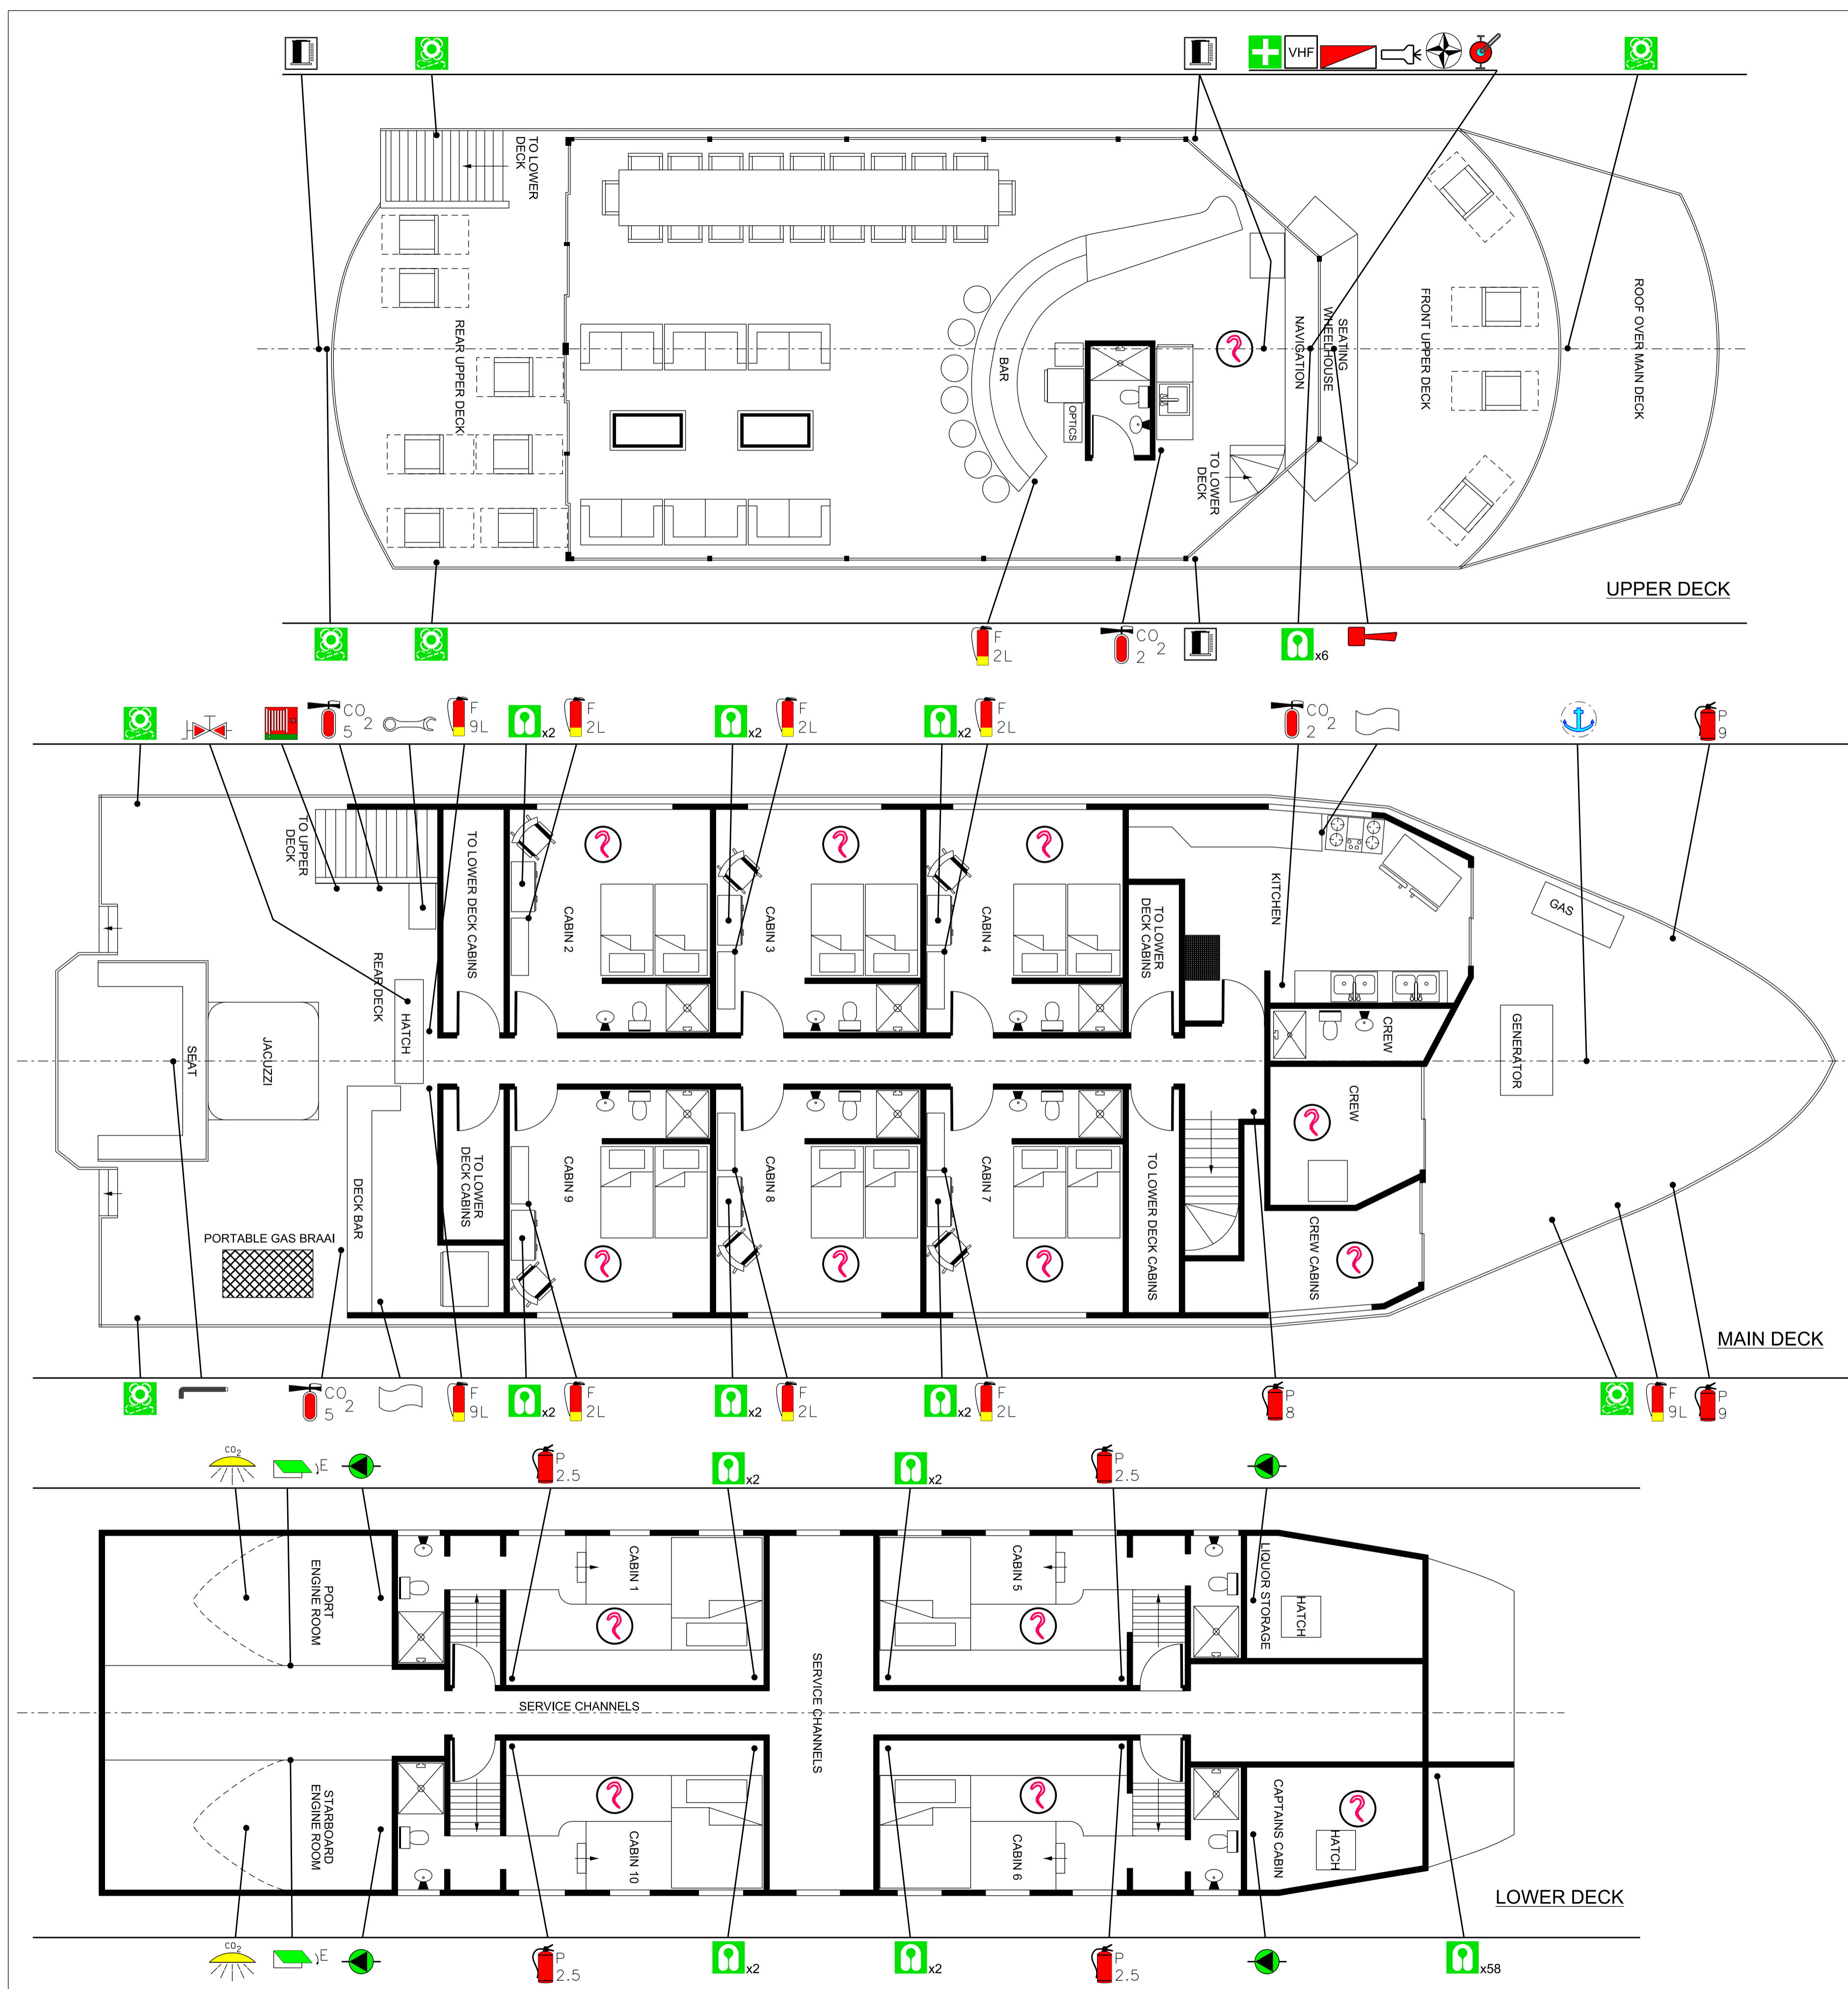 VHF
TO LOWER
DECK
REAR UPPER DECK
BAR
OPTICS
TO LOWER
DECK
NAVIGATION
WHEELHOUSE
SEATING
FRONT UPPER DECK
ROOF OVER MAIN DECK
UPPER DECK
F
2L
CO2
2
x6
CO2
5
F
9L
x2
F
2L
x2
F
2L
x2
F
2L
CO2
2
P
9
TO UPPER
DECK
TO LOWER DECK CABINS
CABIN 2
CABIN 3
CABIN 4
TO LOWER
DECK CABINS
KITCHEN
GAS
REAR DECK
HATCH
SEAT
JACUZZI
CREW
GENERATOR
CREW
DECK BAR
TO LOWER
DECK CABINS
CABIN 9
CABIN 8
CABIN 7
TO LOWER DECK CABINS
CREW CABINS
PORTABLE GAS BRAAI
MAIN DECK
CO2
5
F
9L
x2
F
2L
x2
F
2L
x2
F
2L
P
8
F
9L
P
9
CO2
E
P
2.5
x2
x2
P
2.5
PORT
ENGINE ROOM
CABIN 1
CABIN 5
LIQUOR STORAGE
HATCH
SERVICE CHANNELS
SERVICE CHANNELS
STARBOARD
ENGINE ROOM
CABIN 10
CABIN 6
CAPTAINS CABIN
HATCH
LOWER DECK
CO2
E
P
2.5
x2
x2
P
2.5
x58